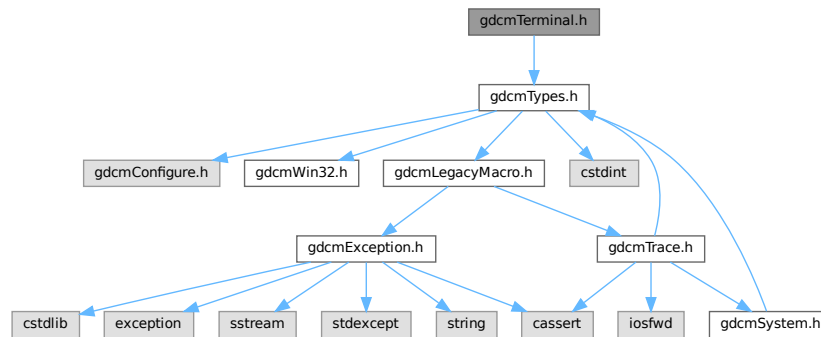 gdcmTerminal.h
gdcmTypes.h
gdcmConfigure.h
gdcmWin32.h
gdcmLegacyMacro.h
cstdint
gdcmException.h
gdcmTrace.h
cstdlib
exception
sstream
stdexcept
string
cassert
iosfwd
gdcmSystem.h